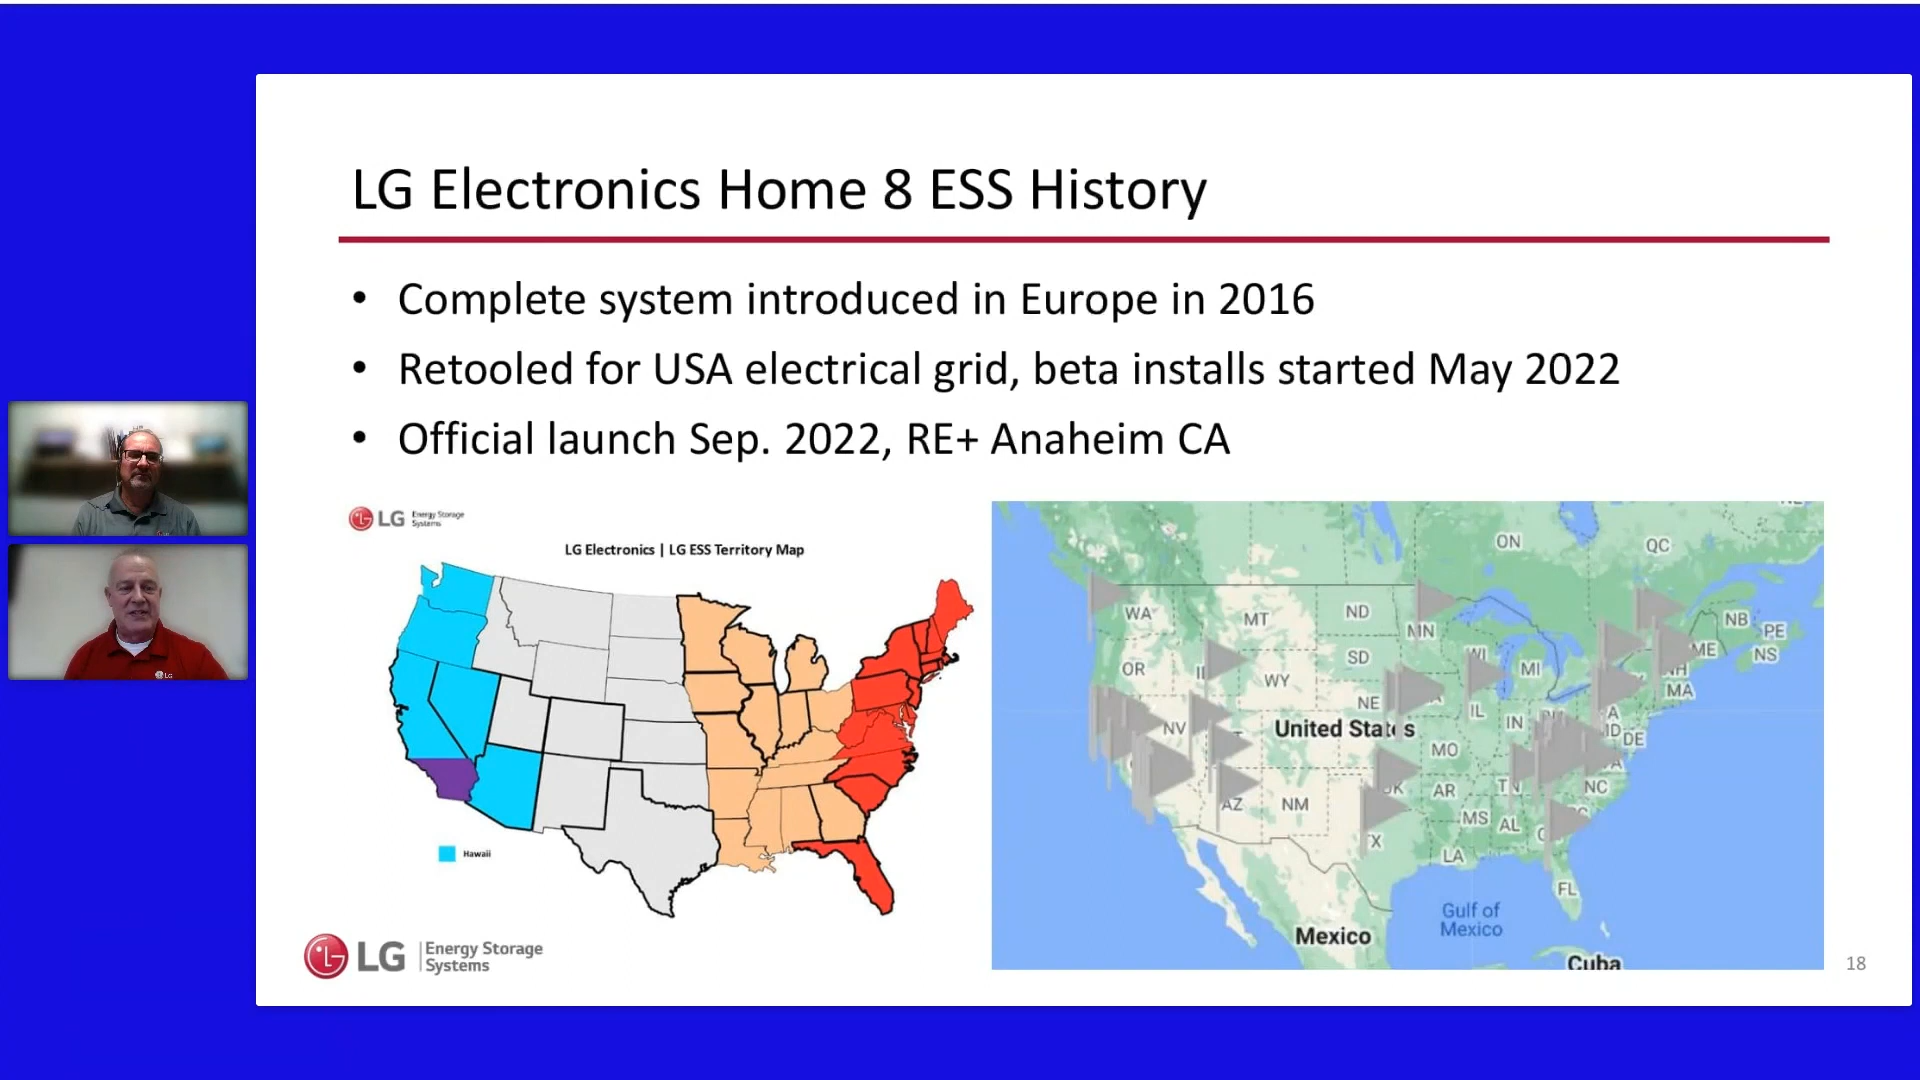 LG Electronics Home 8 ESS History
• Complete system introduced in Europe in 2016
• Retooled for USA electrical grid, beta installs started May 2022
• Official launch Sep. 2022, RE+ Anaheim CA
LG Energy Storage Systems
LG Electronics | LG ESS Territory Map
Hawaii
ON
QC
WA
MT
ND
MN
NB
PE
NS
ME
OR
SD
WI
MI
WY
MA
NE
IL
IN
NV
United States
MO
DE
AZ
NM
AR
TN
NC
MS
AL
LA
FL
Gulf of
Mexico
Mexico
Cuba
LG Energy Storage
Systems
18
LG